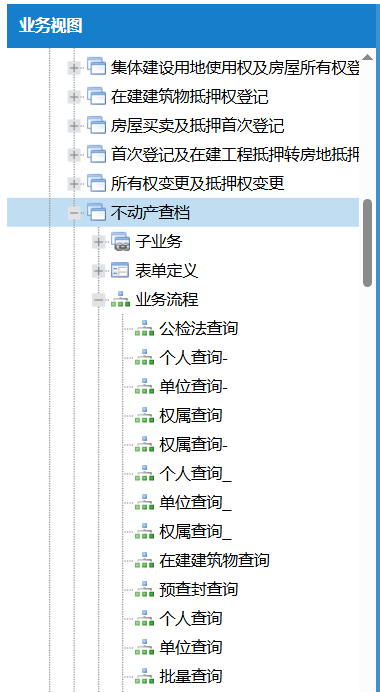 业务视图
集体建设用地使用权及房屋所有权登
在建建筑物抵押权登记
房屋买卖及抵押首次登记
首次登记及在建工程抵押转房地抵押
所有权变更及抵押权变更
不动产查档
子业务
表单定义
业务流程
公检法查询
个人查询-
单位查询-
权属查询
权属查询-
个人查询_
单位查询_
权属查询_
在建建筑物查询
预查封查询
个人查询
单位查询
批量查询